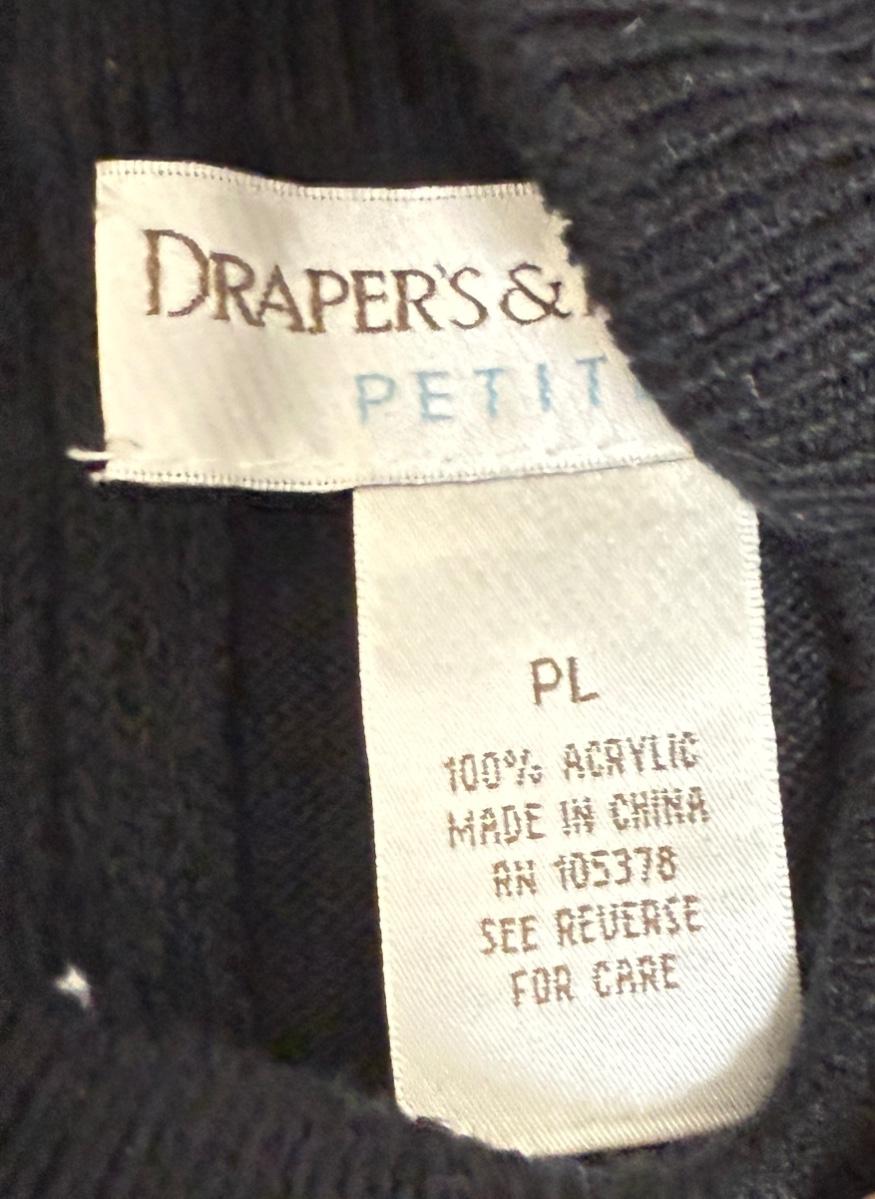 DRAPER'S &
PETIT
PL
100% ACRYLIC
MADE IN CHINA
RN 105378
SEE REVERSE
FOR CARE